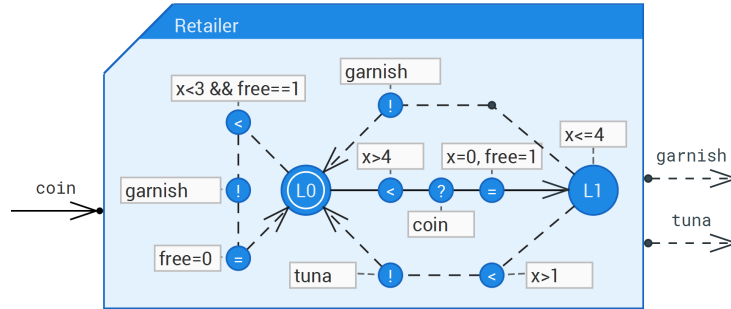 Retailer
garnish
x<3 && free==1
!
<
x<=4
x>4
x=0, free=1
garnish
coin
garnish
!
L0
<
?
=
L1
coin
tuna
free=0
=
tuna
!
<
x>1